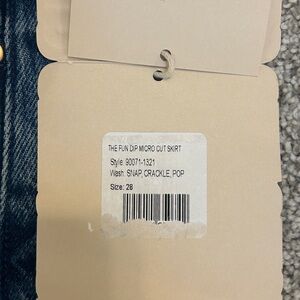 THE FUN DIP MICRO CUT SKIRT
Style: 90071-1321
Wash: SNAP, CRACKLE, POP
Size: 28